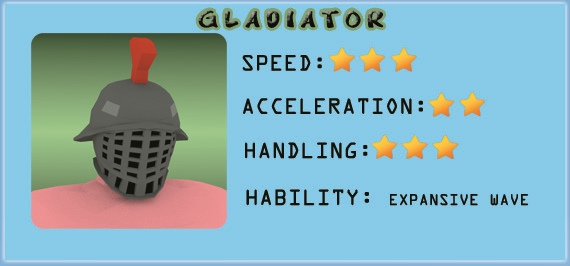 GLADIATOR
SPEED:
ACCELERATION:
HANDLING:
HABILITY: EXPANSIVE WAVE